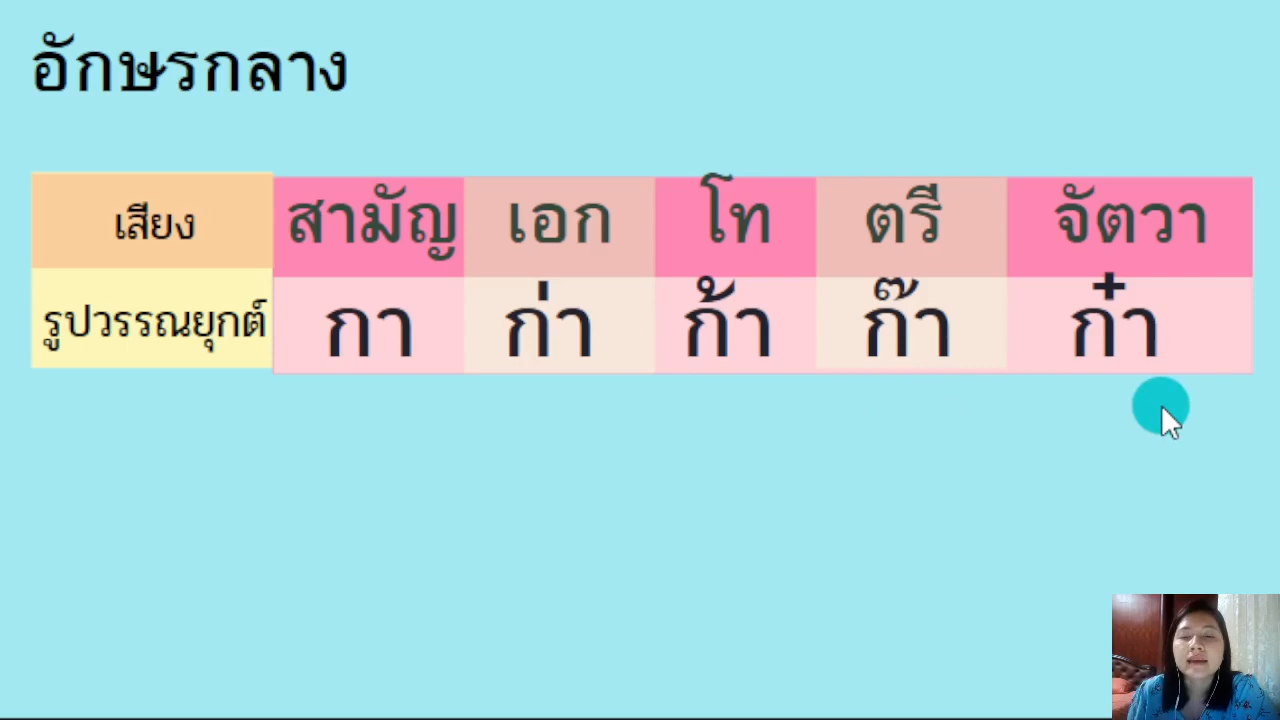 อักษรกลาง
เสียง สามัญ เอก โท ตรี จัตวา
รูปวรรณยุกต์ กา ก่า ก้า ก๊า ก๋า